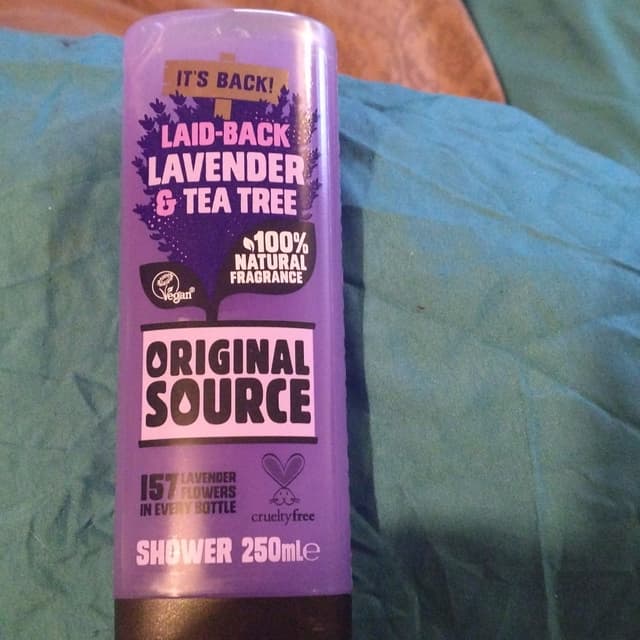 IT'S BACK!
LAID-BACK
LAVENDER
& TEA TREE
100%
NATURAL
FRAGRANCE
Vegan
ORIGINAL
SOURCE
157 LAVENDER
FLOWERS
IN EVERY BOTTLE
crueltyfree
SHOWER 250ml℮